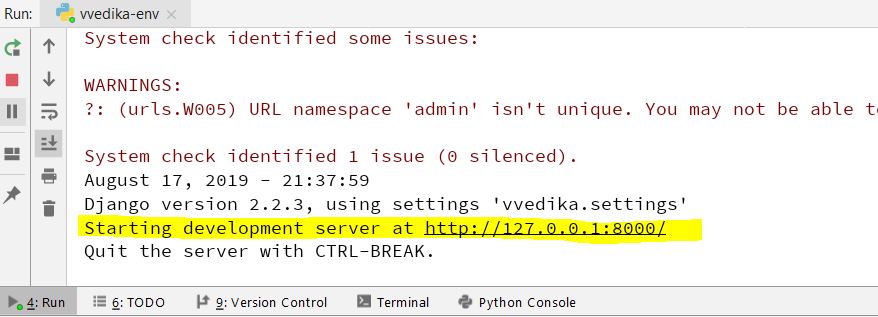 Run: vvedika-env
System check identified some issues:
WARNINGS:
?: (urls.W005) URL namespace 'admin' isn't unique. You may not be able
System check identified 1 issue (0 silenced).
August 17, 2019 - 21:37:59
Django version 2.2.3, using settings 'vvedika.settings'
Starting development server at http://127.0.0.1:8000/
Quit the server with CTRL-BREAK.
4: Run 6: TODO 9: Version Control Terminal Python Console